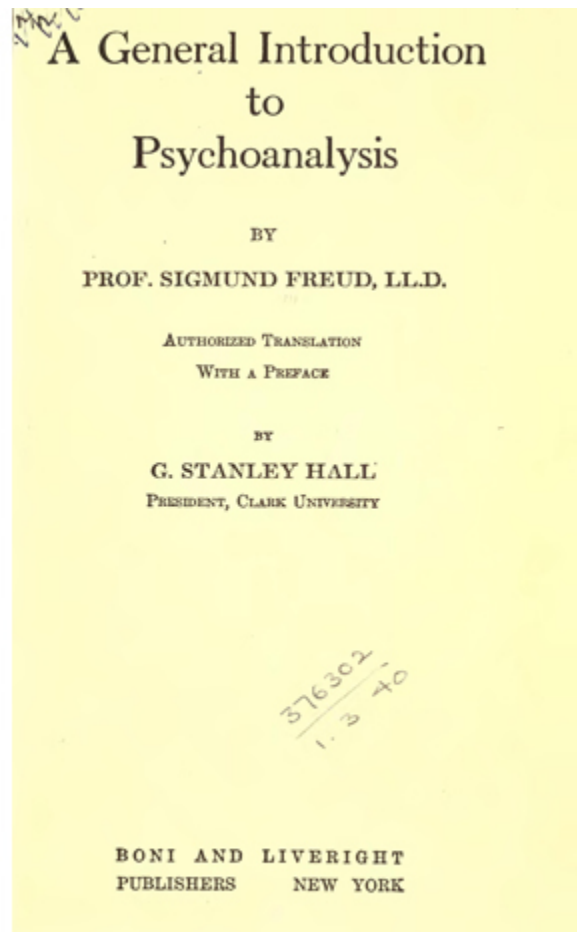 A General Introduction
to
Psychoanalysis
BY
PROF. SIGMUND FREUD, LL.D.
AUTHORIZED TRANSLATION
WITH A PREFACE
BY
G. STANLEY HALL
PRESIDENT, CLARK UNIVERSITY
376302
1. 3 40
BONI AND LIVERIGHT
PUBLISHERS NEW YORK